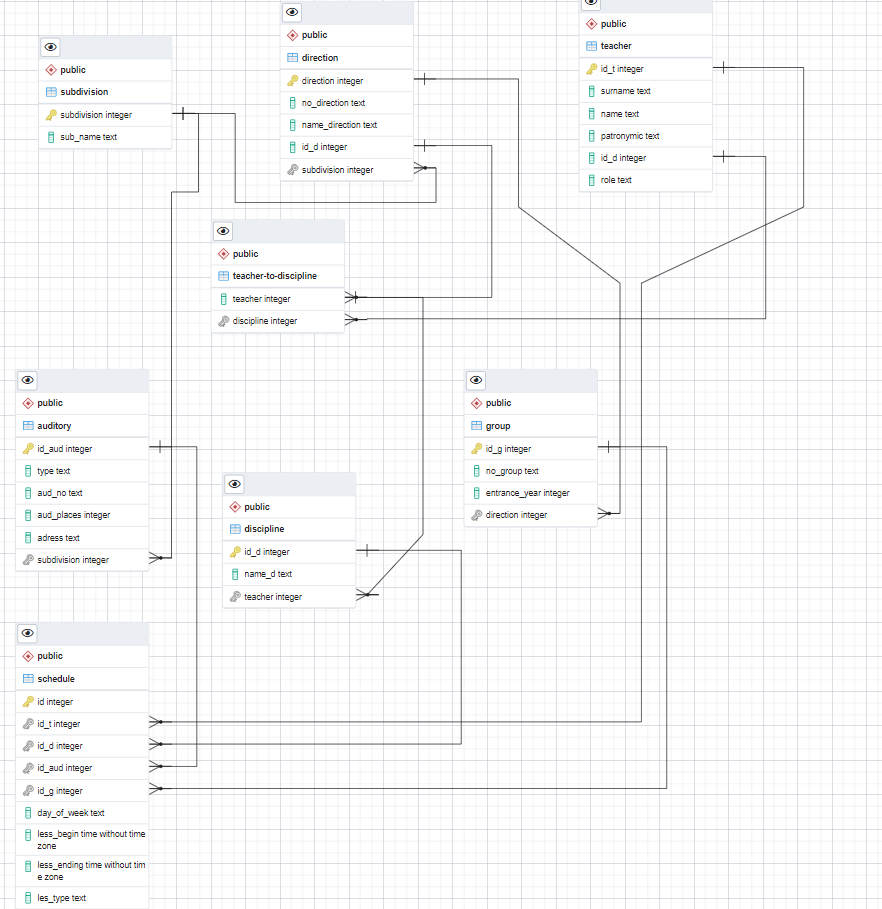 public
subdivision
subdivision integer
sub_name text
public
direction
direction integer
no_direction text
name_direction text
id_d integer
subdivision integer
public
teacher
id_t integer
surname text
name text
patronymic text
id_d integer
role text
public
teacher-to-discipline
teacher integer
discipline integer
public
auditory
id_aud integer
type text
aud_no text
aud_places integer
adress text
subdivision integer
public
group
id_g integer
no_group text
entrance_year integer
direction integer
public
discipline
id_d integer
name_d text
teacher integer
public
schedule
id integer
id_t integer
id_d integer
id_aud integer
id_g integer
day_of_week text
less_begin time without time
zone
less_ending time without tim
e zone
les_type text